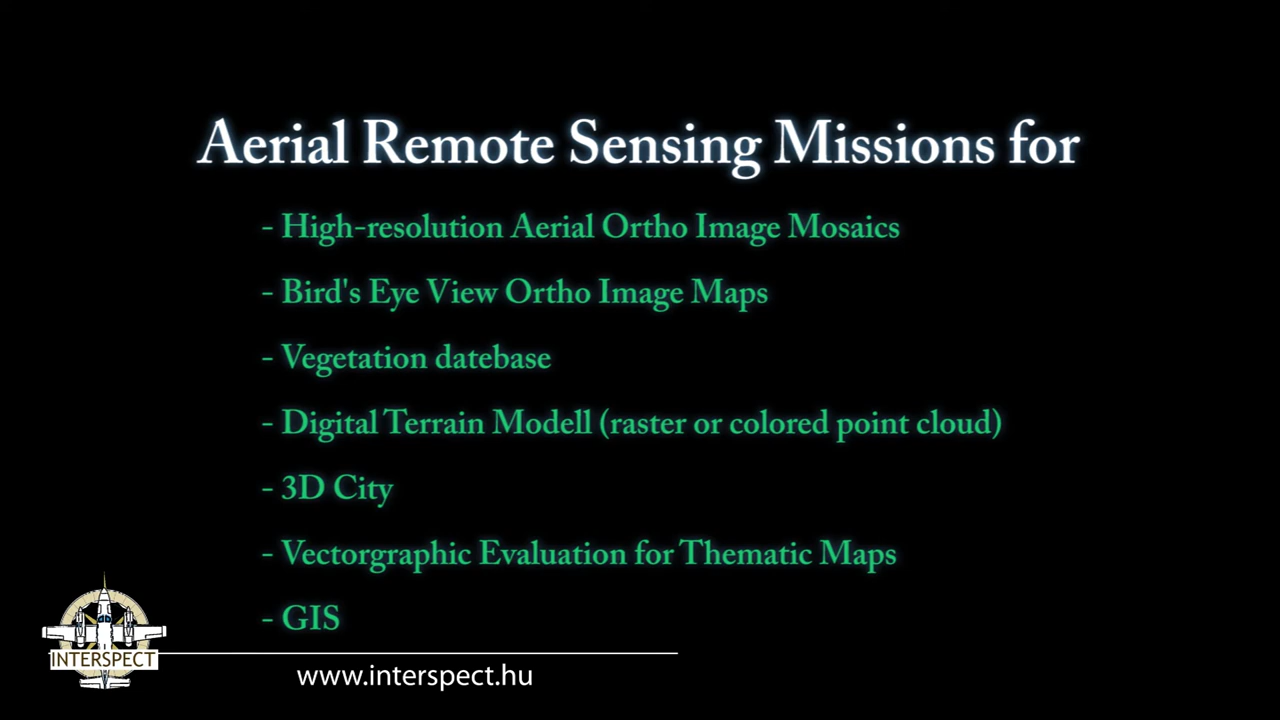 Aerial Remote Sensing Missions for
- High-resolution Aerial Ortho Image Mosaics
- Bird's Eye View Ortho Image Maps
- Vegetation datebase
- Digital Terrain Modell (raster or colored point cloud)
- 3D City
- Vectorgraphic Evaluation for Thematic Maps
- GIS
INTERSPECT
www.interspect.hu